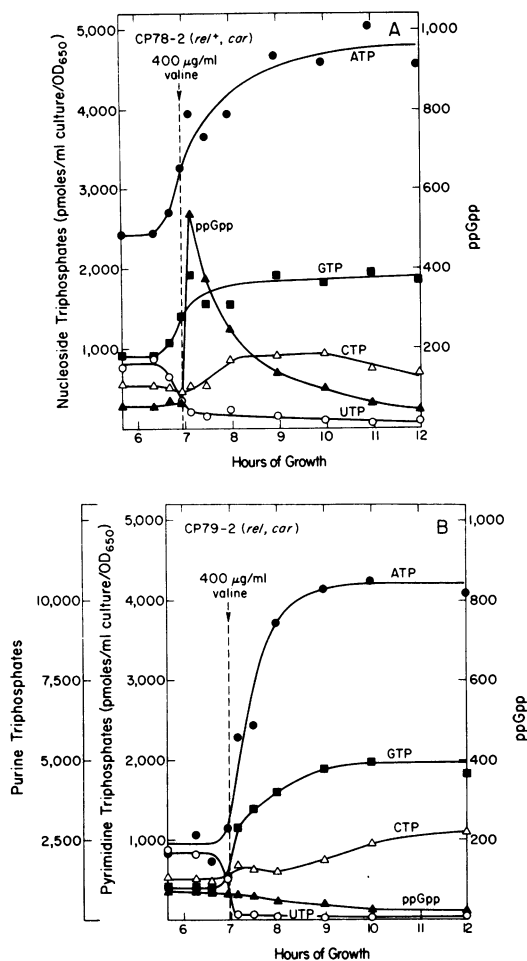 A
CP78-2 (rel+, car)
400 μg/ml
valine
ATP
ppGpp
GTP
CTP
UTP
5,000
4,000
3,000
2,000
1,000
Nucleoside Triphosphates (pmoles/ml culture/OD650)
1,000
800
600
400
200
ppGpp
6 7 8 9 10 11 12
Hours of Growth
B
CP79-2 (rel, car)
400 μg/ml
valine
ATP
GTP
CTP
ppGpp
UTP
10,000
7,500
5,000
2,500
Purine Triphosphates
5,000
4,000
3,000
2,000
1,000
Pyrimidine Triphosphates (pmoles/ml culture/OD650)
1,000
800
600
400
200
ppGpp
6 7 8 9 10 11 12
Hours of Growth